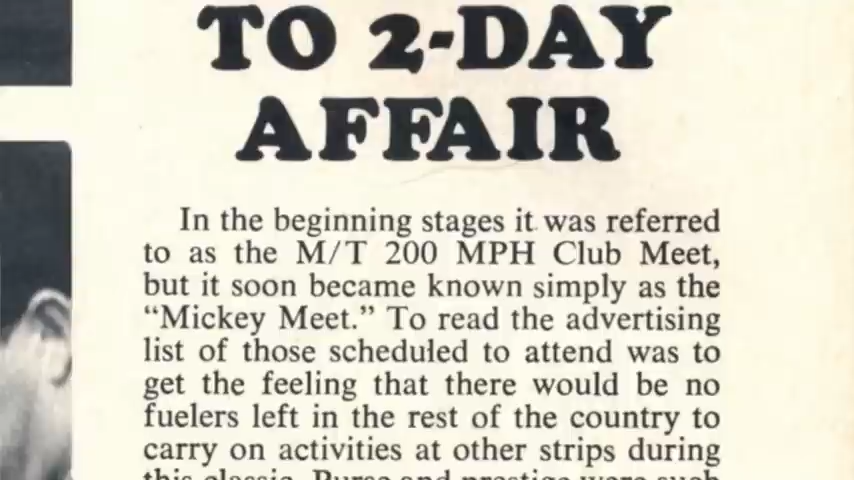 TO 2-DAY
AFFAIR
In the beginning stages it was referred
to as the M/T 200 MPH Club Meet,
but it soon became known simply as the
“Mickey Meet.” To read the advertising
list of those scheduled to attend was to
get the feeling that there would be no
fuelers left in the rest of the country to
carry on activities at other strips during
this classic. Purse and prestige were such